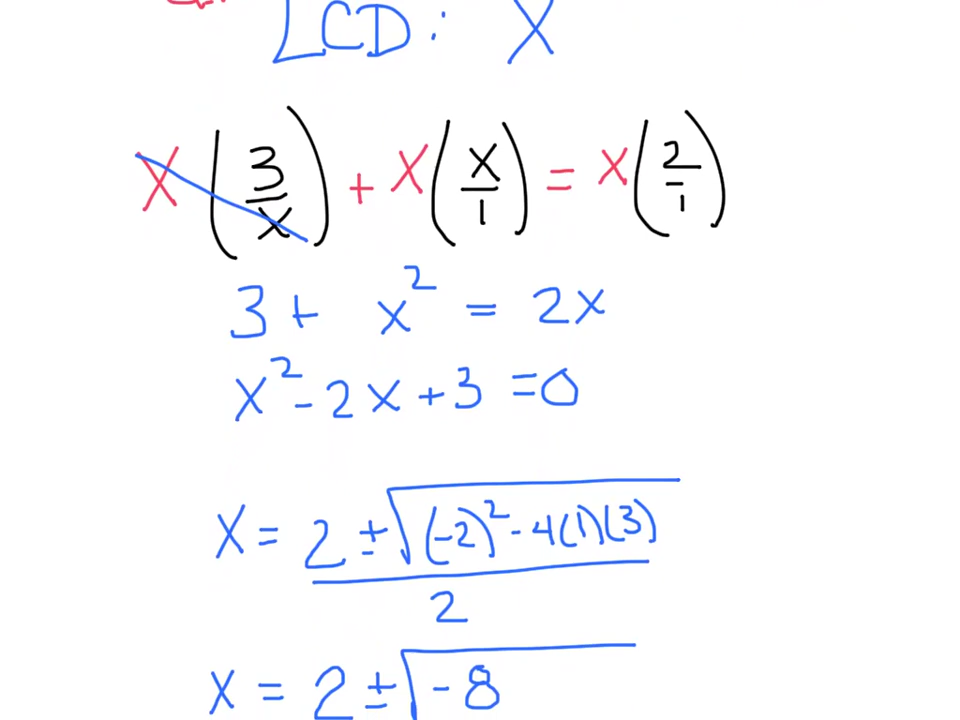 LCD: X
X(3/x) + X(x/1) = X(2/1)
3 + x² = 2x
x² - 2x + 3 = 0
X = 2 ± √(-2)² - 4(1)(3)
2
X = 2 ± √-8